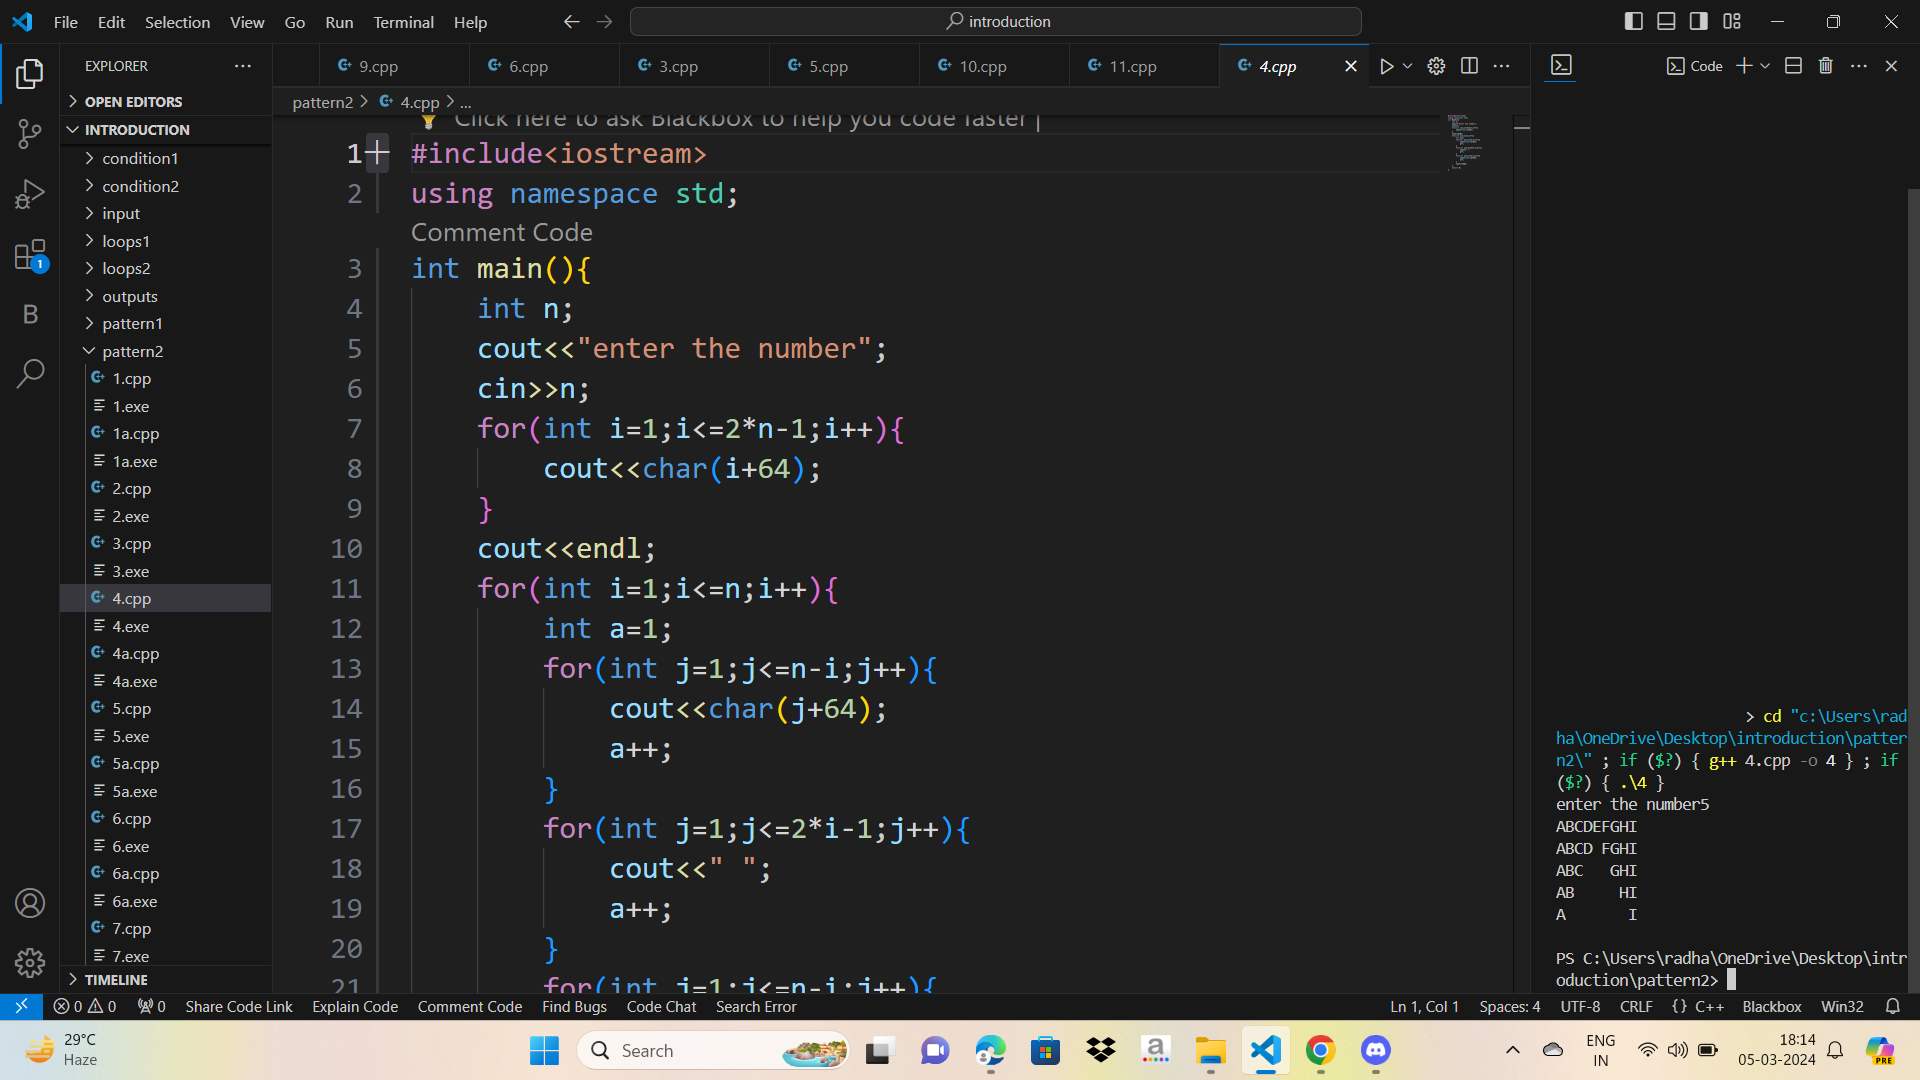 File Edit Selection View Go Run Terminal Help
introduction
EXPLORER
9.cpp 6.cpp 3.cpp 5.cpp 10.cpp 11.cpp 4.cpp
Code
OPEN EDITORS
INTRODUCTION
condition1
condition2
input
loops1
loops2
outputs
pattern1
pattern2
1.cpp
1.exe
1a.cpp
1a.exe
2.cpp
2.exe
3.cpp
3.exe
4.cpp
4.exe
4a.cpp
4a.exe
5.cpp
5.exe
5a.cpp
5a.exe
6.cpp
6.exe
6a.cpp
6a.exe
7.cpp
7.exe
TIMELINE
1
B
pattern2 > 4.cpp > ...
Click here to ask Blackbox to help you code faster |
1 #include<iostream>
2 using namespace std;
Comment Code
3 int main(){
4 int n;
5 cout<<"enter the number";
6 cin>>n;
7 for(int i=1;i<=2*n-1;i++){
8 cout<<char(i+64);
9 }
10 cout<<endl;
11 for(int i=1;i<=n;i++){
12 int a=1;
13 for(int j=1;j<=n-i;j++){
14 cout<<char(j+64);
15 a++;
16 }
17 for(int j=1;j<=2*i-1;j++){
18 cout<<" ";
19 a++;
20 }
21 for(int j=1;j<=n-i;j++){
> cd "c:\Users\rad
ha\OneDrive\Desktop\introduction\patter
n2\" ; if ($?) { g++ 4.cpp -o 4 } ; if
($?) { .\4 }
enter the number5
ABCDEFGHI
ABCD FGHI
ABC   GHI
AB     HI
A       I
PS C:\Users\radha\OneDrive\Desktop\intr
oduction\pattern2>
0 0 0 Share Code Link Explain Code Comment Code Find Bugs Code Chat Search Error
Ln 1, Col 1 Spaces: 4 UTF-8 CRLF {} C++ Blackbox Win32
29°C
Haze
Search
a
ENG
IN
18:14
05-03-2024
PRE